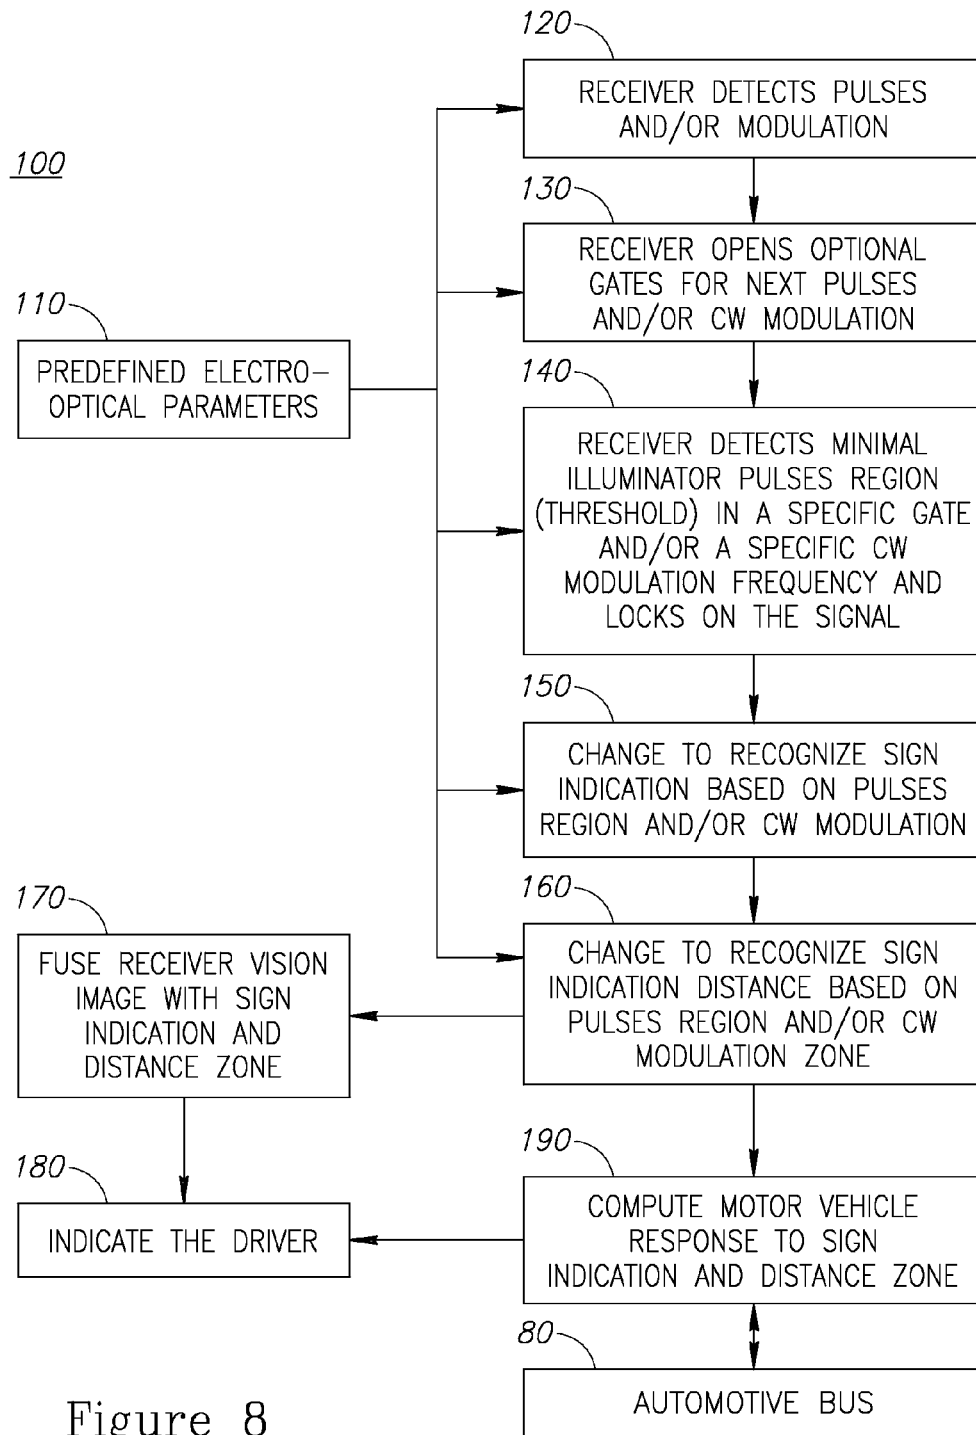 120
RECEIVER DETECTS PULSES
AND/OR MODULATION
100
130
RECEIVER OPENS OPTIONAL
GATES FOR NEXT PULSES
AND/OR CW MODULATION
110
PREDEFINED ELECTRO-
OPTICAL PARAMETERS
140
RECEIVER DETECTS MINIMAL
ILLUMINATOR PULSES REGION
(THRESHOLD) IN A SPECIFIC GATE
AND/OR A SPECIFIC CW
MODULATION FREQUENCY AND
LOCKS ON THE SIGNAL
150
CHANGE TO RECOGNIZE SIGN
INDICATION BASED ON PULSES
REGION AND/OR CW MODULATION
160
CHANGE TO RECOGNIZE SIGN
INDICATION DISTANCE BASED ON
PULSES REGION AND/OR CW
MODULATION ZONE
170
FUSE RECEIVER VISION
IMAGE WITH SIGN
INDICATION AND
DISTANCE ZONE
180
INDICATE THE DRIVER
190
COMPUTE MOTOR VEHICLE
RESPONSE TO SIGN
INDICATION AND DISTANCE ZONE
80
AUTOMOTIVE BUS
Figure 8